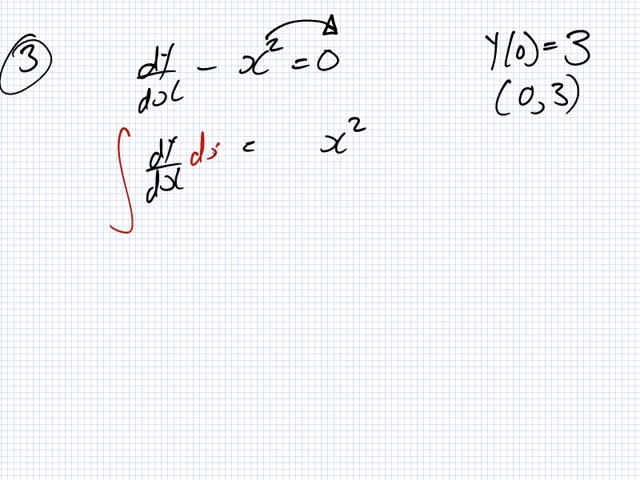 ③ dy/dx − x² = 0 y(0) = 3
(0, 3)
∫ dy/dx dx = x²